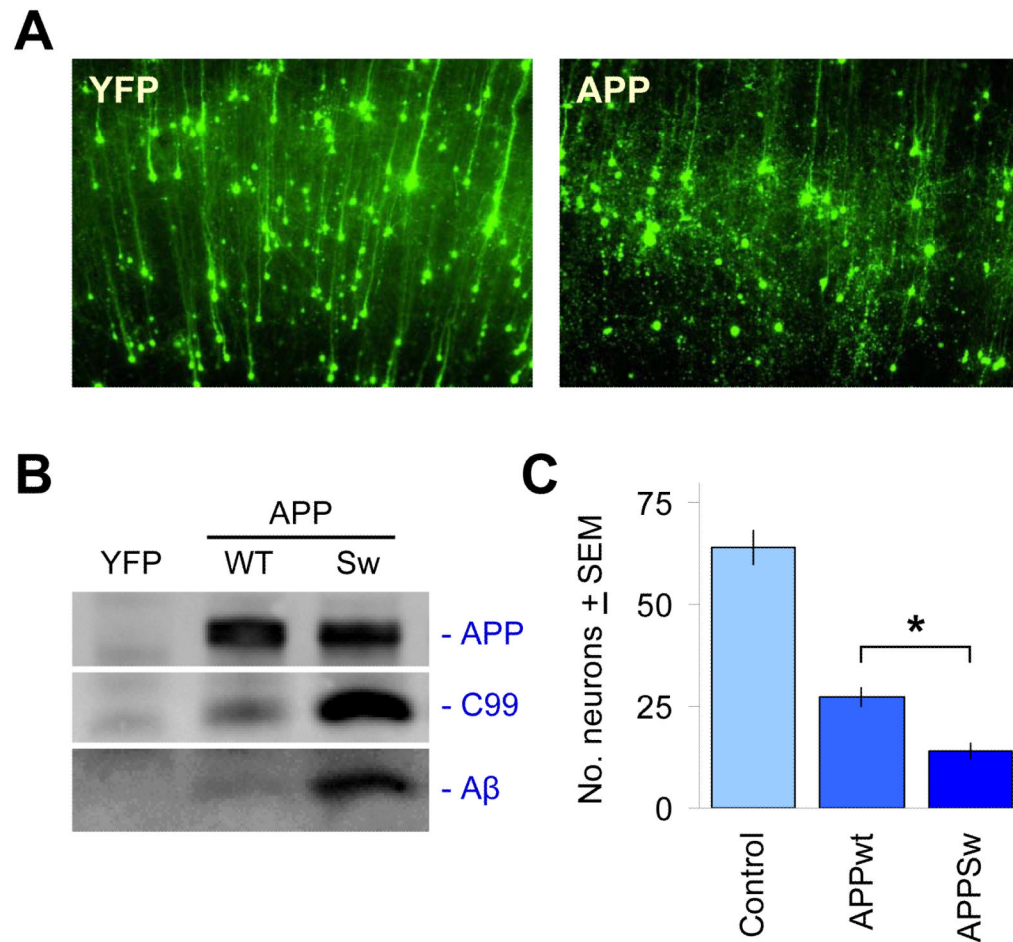 A
YFP
APP
B
APP
YFP
WT
Sw
- APP
- C99
- Aβ
C
No. neurons ± SEM
75
50
25
0
*
Control
APPwt
APPSw